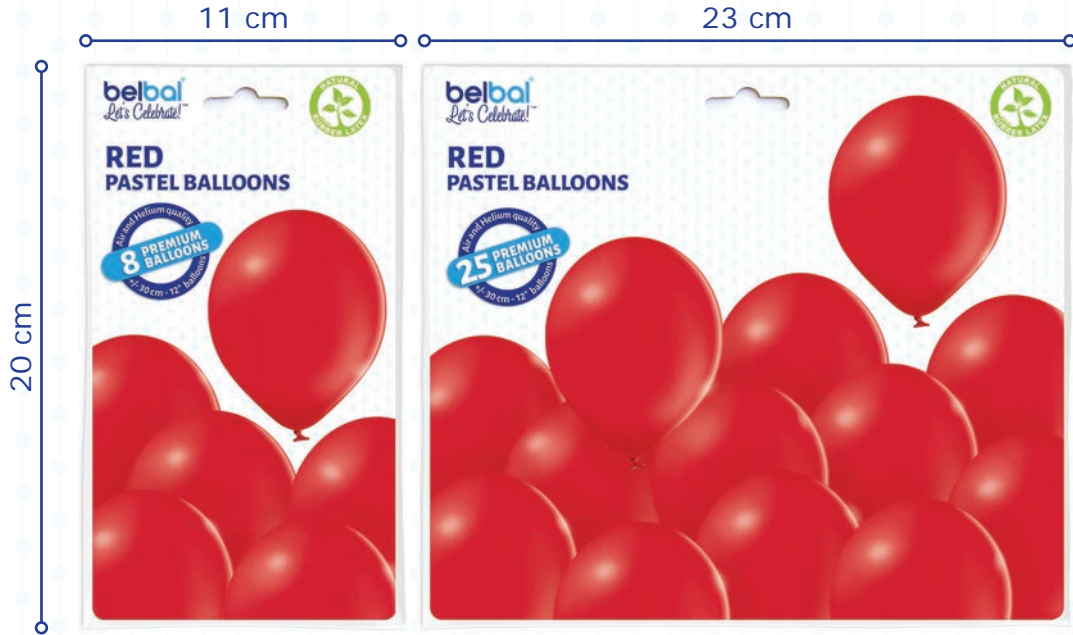 11 cm
23 cm
20 cm
belbal®
Let's Celebrate!™
NATURAL
RUBBER LATEX
RED
PASTEL BALLOONS
Air and Helium quality
8 PREMIUM
BALLOONS
+/- 30 cm - 12" balloons
belbal®
Let's Celebrate!™
NATURAL
RUBBER LATEX
RED
PASTEL BALLOONS
Air and Helium quality
25 PREMIUM
BALLOONS
+/- 30 cm - 12" balloons